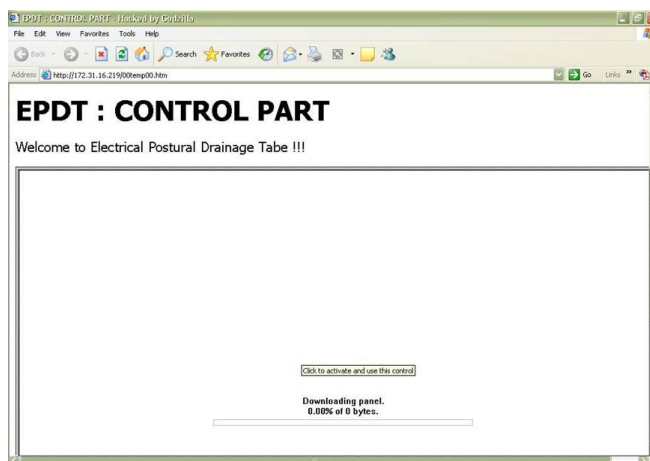 EPDT : CONTROL PART - Hacked by Godzilla
File Edit View Favorites Tools Help
Back Search Favorites
Address http://172.31.16.219/00temp00.htm Go Links »
EPDT : CONTROL PART
Welcome to Electrical Postural Drainage Tabe !!!
Click to activate and use this control
Downloading panel.
0.00% of 0 bytes.